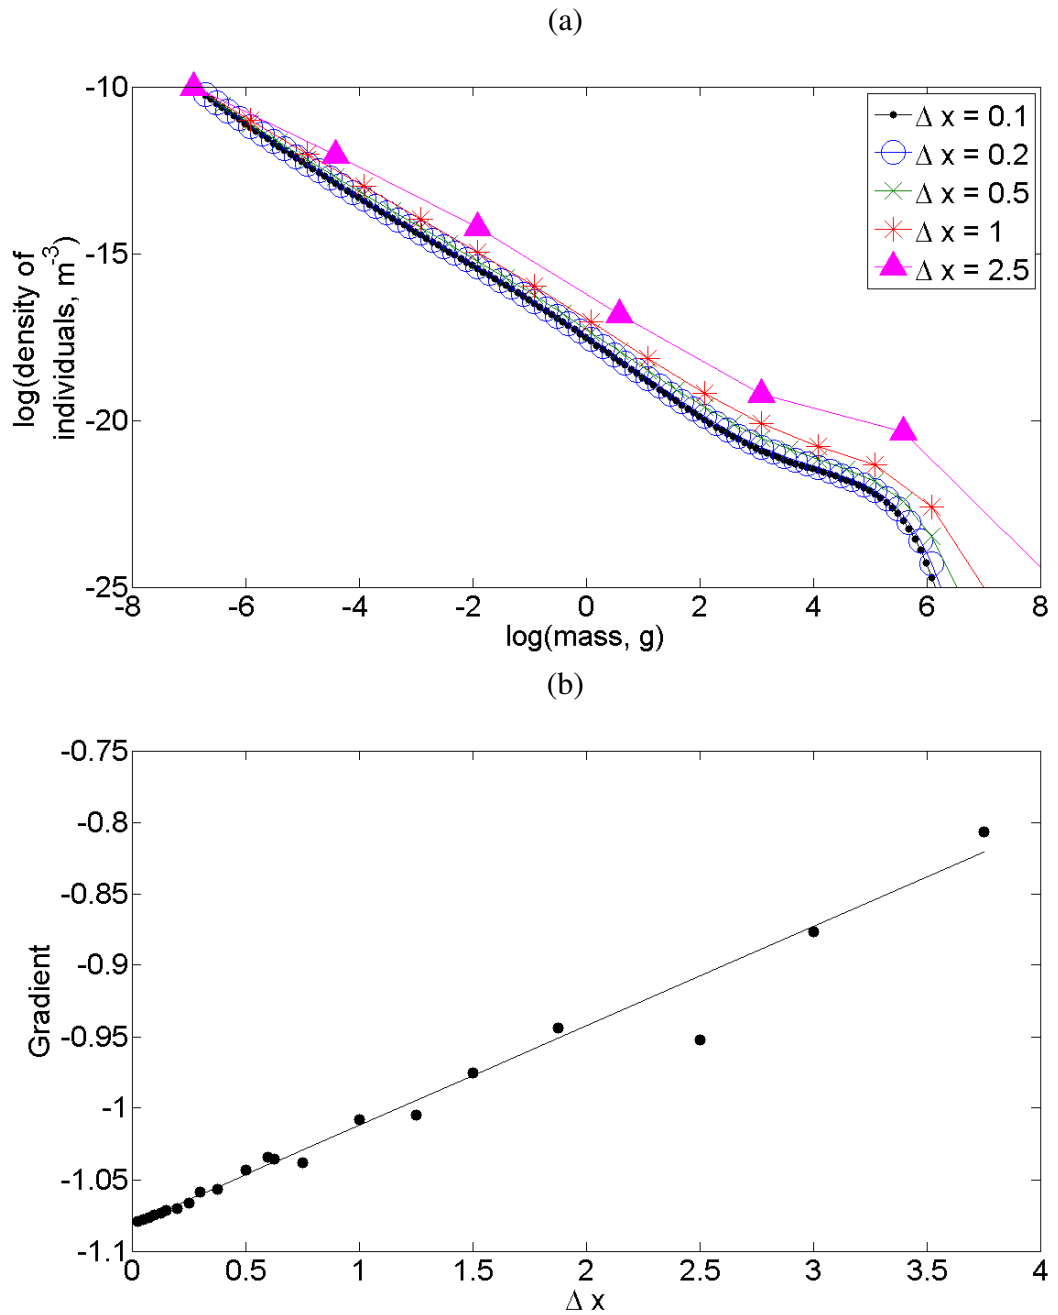 (a)
-10
-15
-20
-25
-8
-6
-4
-2
0
2
4
6
8
log(density of
individuals, m-3)
log(mass, g)
Δ x = 0.1
Δ x = 0.2
Δ x = 0.5
Δ x = 1
Δ x = 2.5
(b)
-0.75
-0.8
-0.85
-0.9
-0.95
-1
-1.05
-1.1
0
0.5
1
1.5
2
2.5
3
3.5
4
Gradient
Δ x